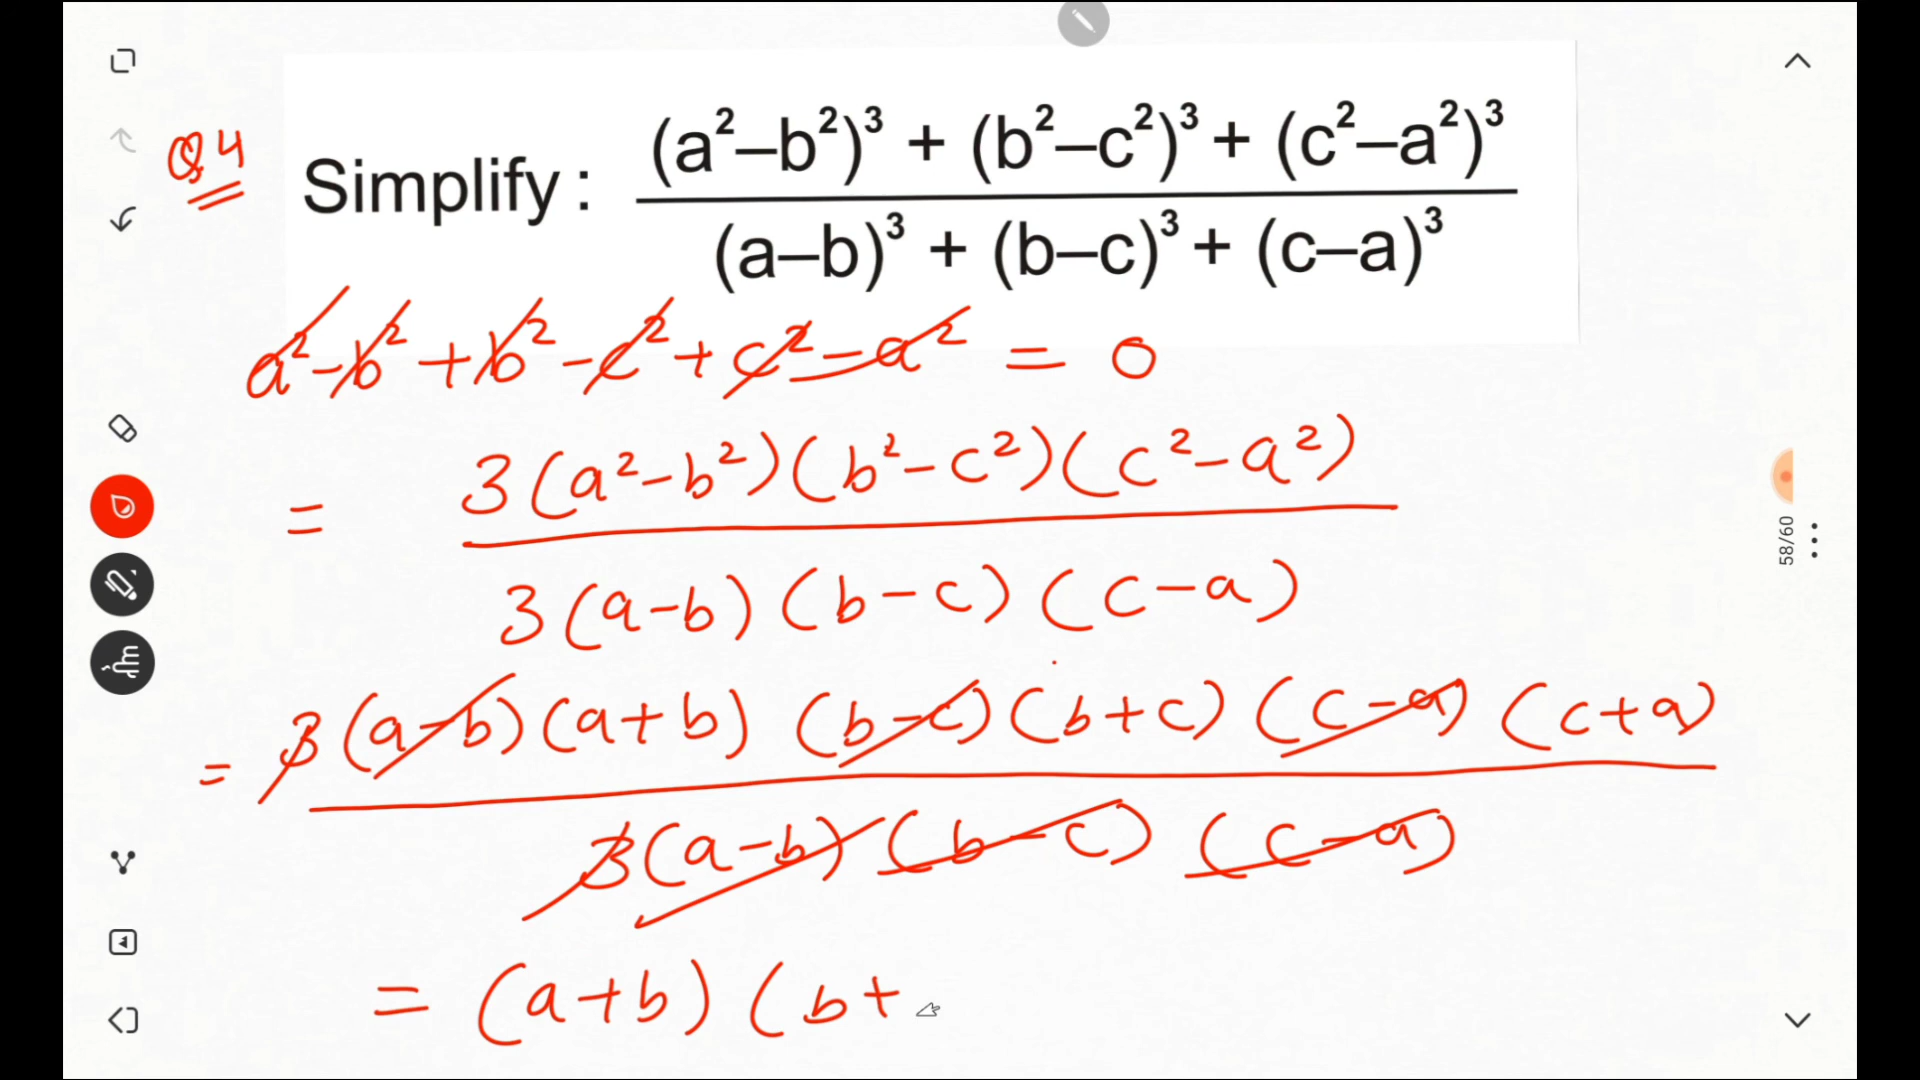 Q4
Simplify : (a²–b²)³ + (b²–c²)³ + (c²–a²)³
(a–b)³ + (b–c)³ + (c–a)³
a² - b² + b² - c² + c² - a² = 0
= 3(a² - b²)(b² - c²)(c² - a²)
3(a-b)(b-c)(c-a)
= 3(a-b)(a+b)(b-c)(b+c)(c-a)(c+a)
3(a-b)(b-c)(c-a)
= (a+b)(b+
58/60